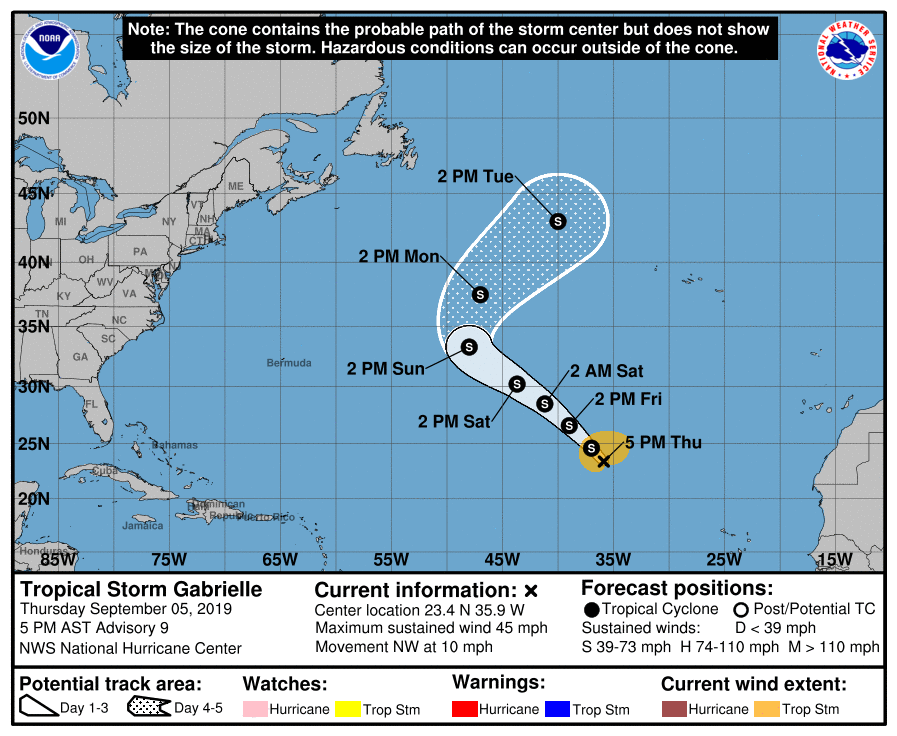 Note: The cone contains the probable path of the storm center but does not show
the size of the storm. Hazardous conditions can occur outside of the cone.
NOAA
NATIONAL WEATHER SERVICE
50N
45N
40N
35N
30N
25N
20N
85W
75W
65W
55W
45W
35W
25W
15W
ME
VT
NH
MA
NY
MI
PA
OH
WV
VA
KY
TN
NC
SC
GA
FL
Bermuda
Bahamas
Cuba
Dominican
Republic
Puerto Rico
Jamaica
Honduras
2 PM Tue
S
2 PM Mon
S
2 PM Sun
S
2 PM Sat
S
2 AM Sat
S
2 PM Fri
S
5 PM Thu
S
Tropical Storm Gabrielle
Thursday September 05, 2019
5 PM AST Advisory 9
NWS National Hurricane Center
Current information: ×
Center location 23.4 N 35.9 W
Maximum sustained wind 45 mph
Movement NW at 10 mph
Forecast positions:
Tropical Cyclone Post/Potential TC
Sustained winds: D < 39 mph
S 39-73 mph H 74-110 mph M > 110 mph
Potential track area:
Day 1-3 Day 4-5
Watches:
Hurricane Trop Stm
Warnings:
Hurricane Trop Stm
Current wind extent:
Hurricane Trop Stm